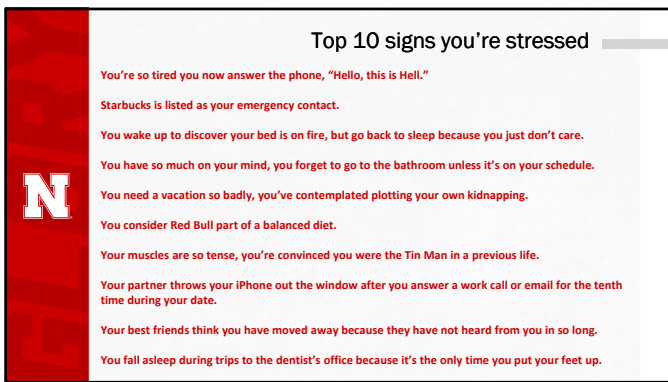 Top 10 signs you're stressed
You're so tired you now answer the phone, “Hello, this is Hell.”
Starbucks is listed as your emergency contact.
You wake up to discover your bed is on fire, but go back to sleep because you just don't care.
You have so much on your mind, you forget to go to the bathroom unless it's on your schedule.
You need a vacation so badly, you've contemplated plotting your own kidnapping.
You consider Red Bull part of a balanced diet.
Your muscles are so tense, you're convinced you were the Tin Man in a previous life.
Your partner throws your iPhone out the window after you answer a work call or email for the tenth
time during your date.
Your best friends think you have moved away because they have not heard from you in so long.
You fall asleep during trips to the dentist's office because it's the only time you put your feet up.
GLORY
N